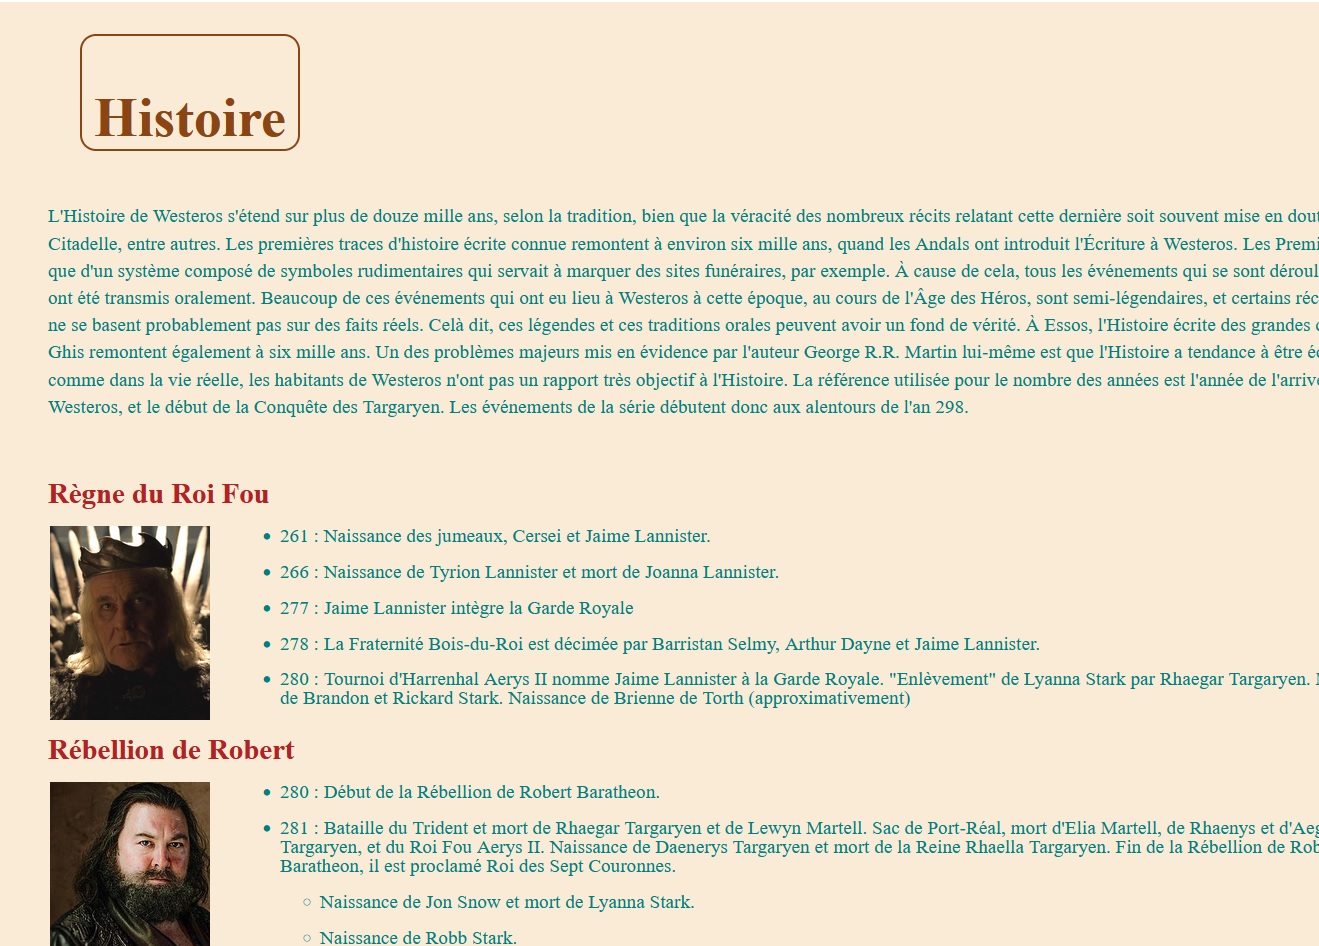 Histoire
L'Histoire de Westeros s'étend sur plus de douze mille ans, selon la tradition, bien que la véracité des nombreux récits relatant cette dernière soit souvent mise en
Citadelle, entre autres. Les premières traces d'histoire écrite connue remontent à environ six mille ans, quand les Andals ont introduit l'Écriture à Westeros. Les
que d'un système composé de symboles rudimentaires qui servait à marquer des sites funéraires, par exemple. À cause de cela, tous les événements qui se sont
ont été transmis oralement. Beaucoup de ces événements qui ont eu lieu à Westeros à cette époque, au cours de l'Âge des Héros, sont semi-légendaires, et certains
ne se basent probablement pas sur des faits réels. Celà dit, ces légendes et ces traditions orales peuvent avoir un fond de vérité. À Essos, l'Histoire écrite des grandes
Ghis remontent également à six mille ans. Un des problèmes majeurs mis en évidence par l'auteur George R.R. Martin lui-même est que l'Histoire a tendance à être
comme dans la vie réelle, les habitants de Westeros n'ont pas un rapport très objectif à l'Histoire. La référence utilisée pour le nombre des années est l'année de
Westeros, et le début de la Conquête des Targaryen. Les événements de la série débutent donc aux alentours de l'an 298.
Règne du Roi Fou
261 : Naissance des jumeaux, Cersei et Jaime Lannister.
266 : Naissance de Tyrion Lannister et mort de Joanna Lannister.
277 : Jaime Lannister intègre la Garde Royale
278 : La Fraternité Bois-du-Roi est décimée par Barristan Selmy, Arthur Dayne et Jaime Lannister.
280 : Tournoi d'Harrenhal Aerys II nomme Jaime Lannister à la Garde Royale. "Enlèvement" de Lyanna Stark par Rhaegar Targaryen.
de Brandon et Rickard Stark. Naissance de Brienne de Torth (approximativement)
Rébellion de Robert
280 : Début de la Rébellion de Robert Baratheon.
281 : Bataille du Trident et mort de Rhaegar Targaryen et de Lewyn Martell. Sac de Port-Réal, mort d'Elia Martell, de Rhaenys et
Targaryen, et du Roi Fou Aerys II. Naissance de Daenerys Targaryen et mort de la Reine Rhaella Targaryen. Fin de la Rébellion de
Baratheon, il est proclamé Roi des Sept Couronnes.
Naissance de Jon Snow et mort de Lyanna Stark.
Naissance de Robb Stark.